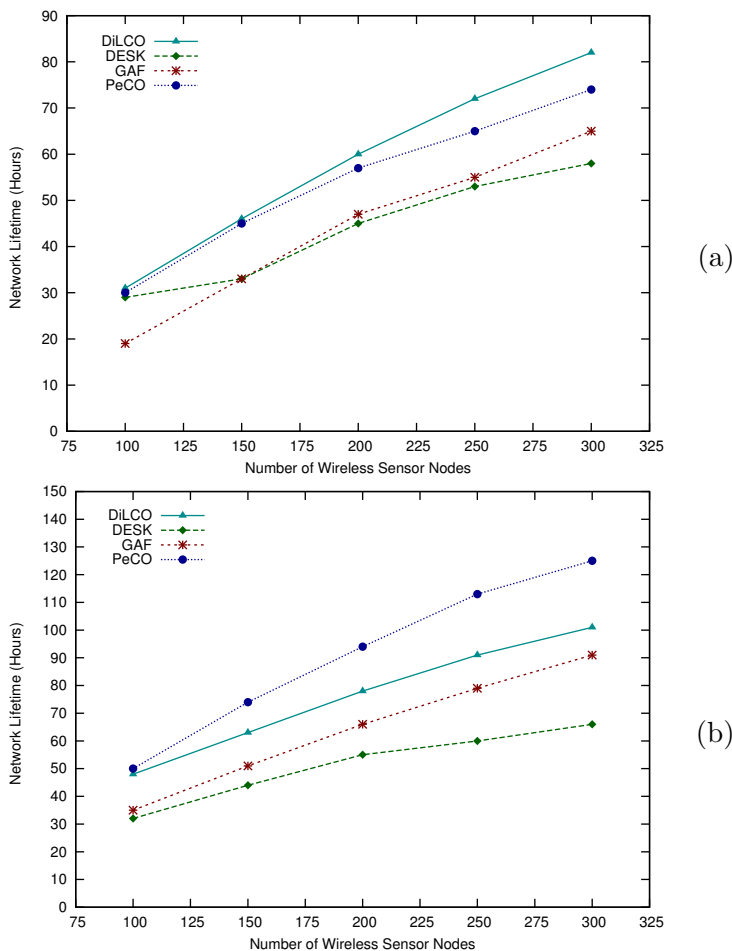 90
80
70
60
50
40
30
20
10
0
Network Lifetime (Hours)
DiLCO
DESK
GAF
PeCO
75 100 125 150 175 200 225 250 275 300 325
Number of Wireless Sensor Nodes
(a)
150
140
130
120
110
100
90
80
70
60
50
40
30
20
10
0
Network Lifetime (Hours)
DiLCO
DESK
GAF
PeCO
75 100 125 150 175 200 225 250 275 300 325
Number of Wireless Sensor Nodes
(b)